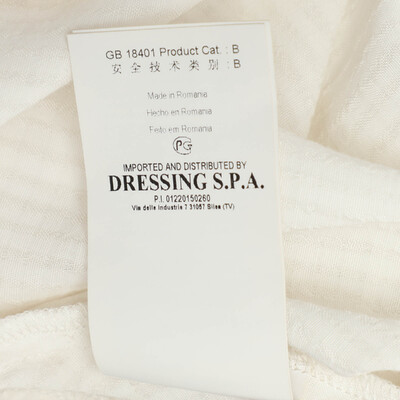 GB 18401 Product Cat. : B
安全技术类别 : B
Made in Romania
Hecho en Romania
Feito em Romania
PG
IMPORTED AND DISTRIBUTED BY
DRESSING S.P.A.
P.I. 01220150260
Via delle Industrie 7 31057 Silea (TV)